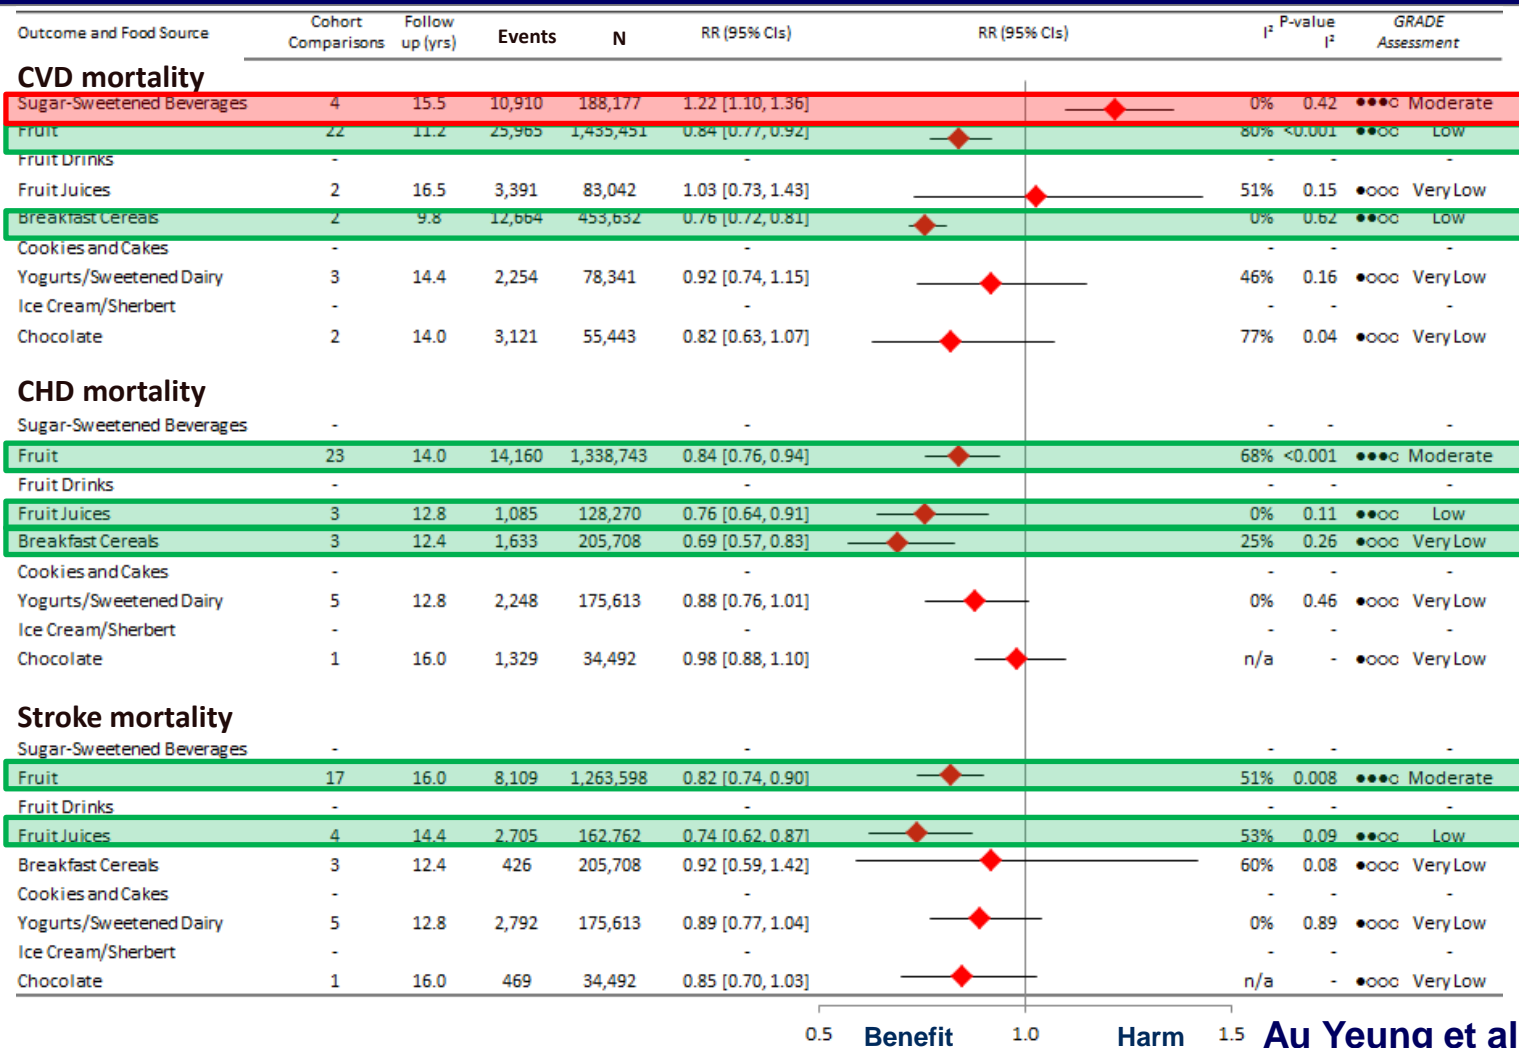 Outcome and Food Source Cohort Comparisons Follow up (yrs) Events N RR (95% CIs) RR (95% CIs) I² P-value I² GRADE Assessment
CVD mortality
Sugar-Sweetened Beverages 4 15.5 10,910 188,177 1.22 [1.10, 1.36] 0% 0.42 ●●●○ Moderate
Fruit 22 11.2 25,965 1,435,451 0.84 [0.77, 0.92] 80% <0.001 ●●○○ Low
Fruit Drinks - - - - -
Fruit Juices 2 16.5 3,391 83,042 1.03 [0.73, 1.43] 51% 0.15 ●○○○ Very Low
Breakfast Cereals 2 9.8 12,664 453,632 0.76 [0.72, 0.81] 0% 0.62 ●●○○ Low
Cookies and Cakes - - - - -
Yogurts/Sweetened Dairy 3 14.4 2,254 78,341 0.92 [0.74, 1.15] 46% 0.16 ●○○○ Very Low
Ice Cream/Sherbert - - - - -
Chocolate 2 14.0 3,121 55,443 0.82 [0.63, 1.07] 77% 0.04 ●○○○ Very Low
CHD mortality
Sugar-Sweetened Beverages - - - - -
Fruit 23 14.0 14,160 1,338,743 0.84 [0.76, 0.94] 68% <0.001 ●●●○ Moderate
Fruit Drinks - - - - -
Fruit Juices 3 12.8 1,085 128,270 0.76 [0.64, 0.91] 0% 0.11 ●●○○ Low
Breakfast Cereals 3 12.4 1,633 205,708 0.69 [0.57, 0.83] 25% 0.26 ●○○○ Very Low
Cookies and Cakes - - - - -
Yogurts/Sweetened Dairy 5 12.8 2,248 175,613 0.88 [0.76, 1.01] 0% 0.46 ●○○○ Very Low
Ice Cream/Sherbert - - - - -
Chocolate 1 16.0 1,329 34,492 0.98 [0.88, 1.10] n/a - ●○○○ Very Low
Stroke mortality
Sugar-Sweetened Beverages - - - - -
Fruit 17 16.0 8,109 1,263,598 0.82 [0.74, 0.90] 51% 0.008 ●●●○ Moderate
Fruit Drinks - - - - -
Fruit Juices 4 14.4 2,705 162,762 0.74 [0.62, 0.87] 53% 0.09 ●●○○ Low
Breakfast Cereals 3 12.4 426 205,708 0.92 [0.59, 1.42] 60% 0.08 ●○○○ Very Low
Cookies and Cakes - - - - -
Yogurts/Sweetened Dairy 5 12.8 2,792 175,613 0.89 [0.77, 1.04] 0% 0.89 ●○○○ Very Low
Ice Cream/Sherbert - - - - -
Chocolate 1 16.0 469 34,492 0.85 [0.70, 1.03] n/a - ●○○○ Very Low
0.5 Benefit 1.0 Harm 1.5 Au Yeung et al